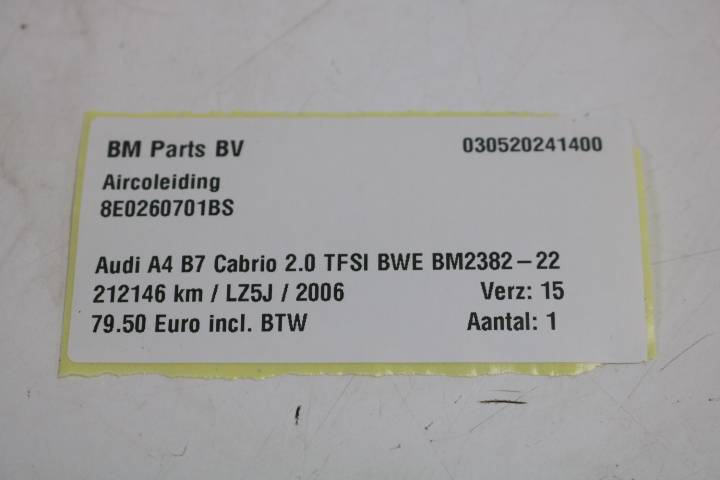 BM Parts BV 030520241400
Aircoleiding
8E0260701BS
Audi A4 B7 Cabrio 2.0 TFSI BWE BM2382-22
212146 km / LZ5J / 2006 Verz: 15
79.50 Euro incl. BTW Aantal: 1